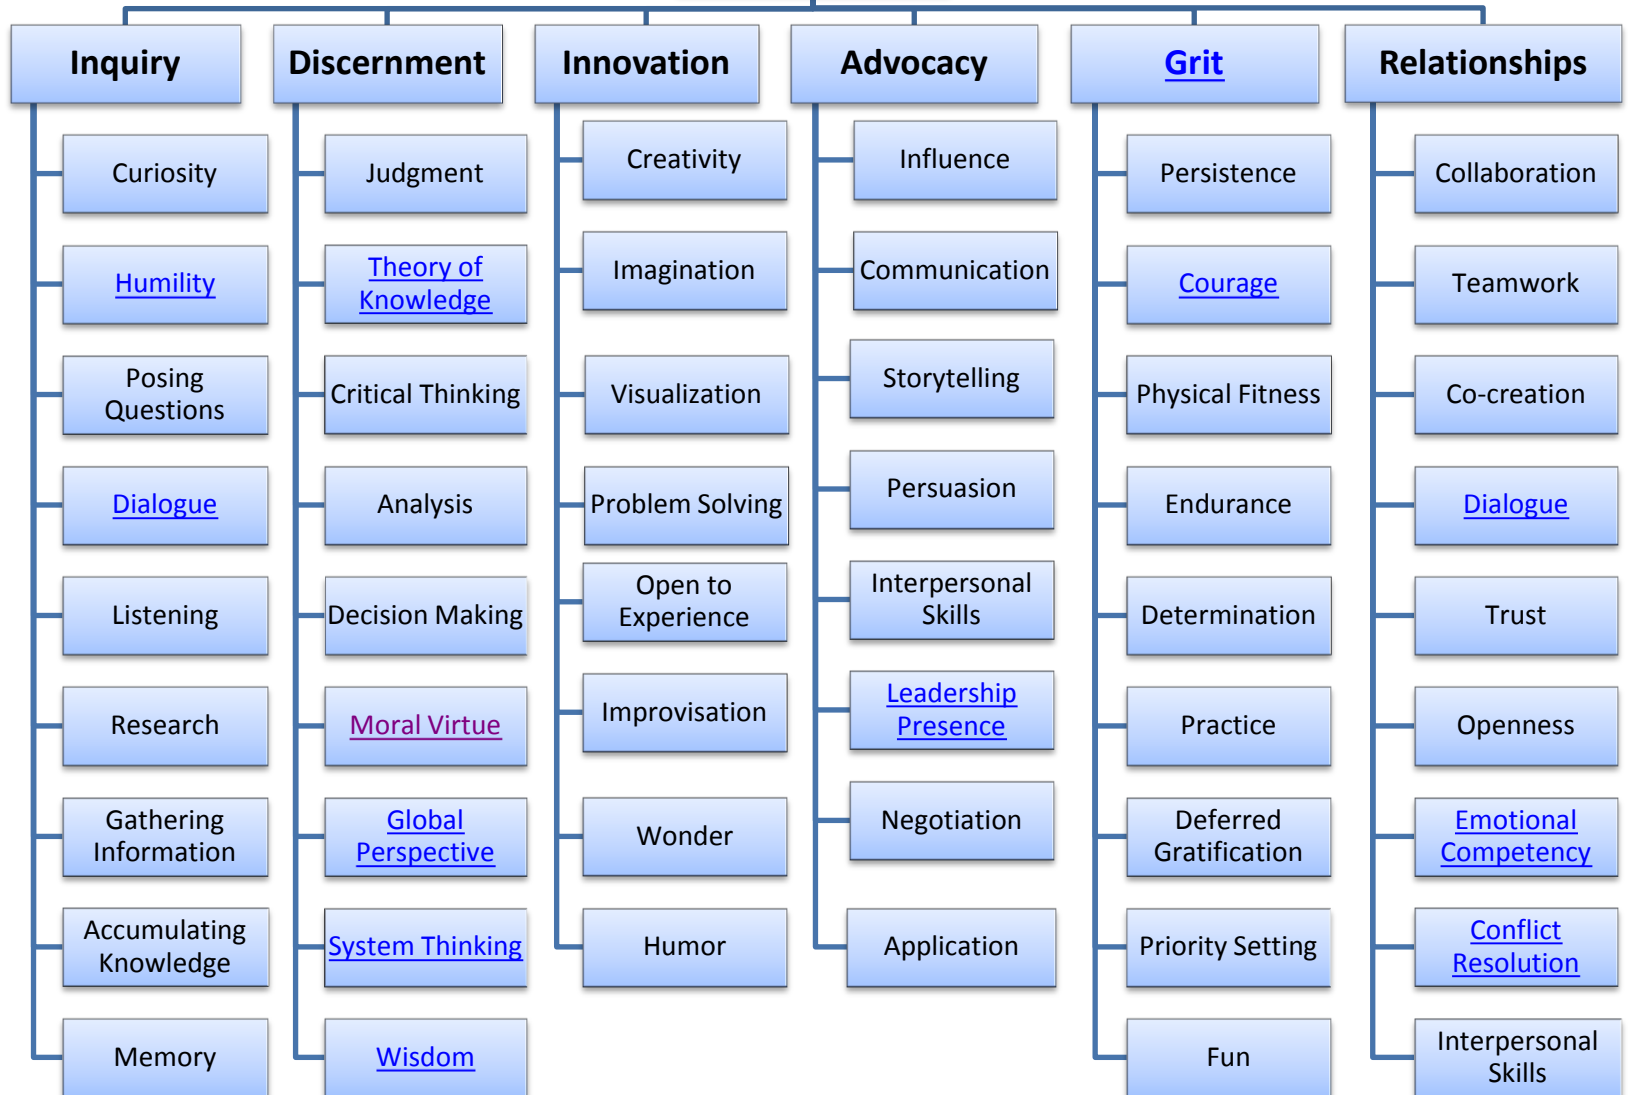 Inquiry
Curiosity
Humility
Posing
Questions
Dialogue
Listening
Research
Gathering
Information
Accumulating
Knowledge
Memory
Discernment
Judgment
Theory of
Knowledge
Critical Thinking
Analysis
Decision Making
Moral Virtue
Global
Perspective
System Thinking
Wisdom
Innovation
Creativity
Imagination
Visualization
Problem Solving
Open to
Experience
Improvisation
Wonder
Humor
Advocacy
Influence
Communication
Storytelling
Persuasion
Interpersonal
Skills
Leadership
Presence
Negotiation
Application
Grit
Persistence
Courage
Physical Fitness
Endurance
Determination
Practice
Deferred
Gratification
Priority Setting
Fun
Relationships
Collaboration
Teamwork
Co-creation
Dialogue
Trust
Openness
Emotional
Competency
Conflict
Resolution
Interpersonal
Skills